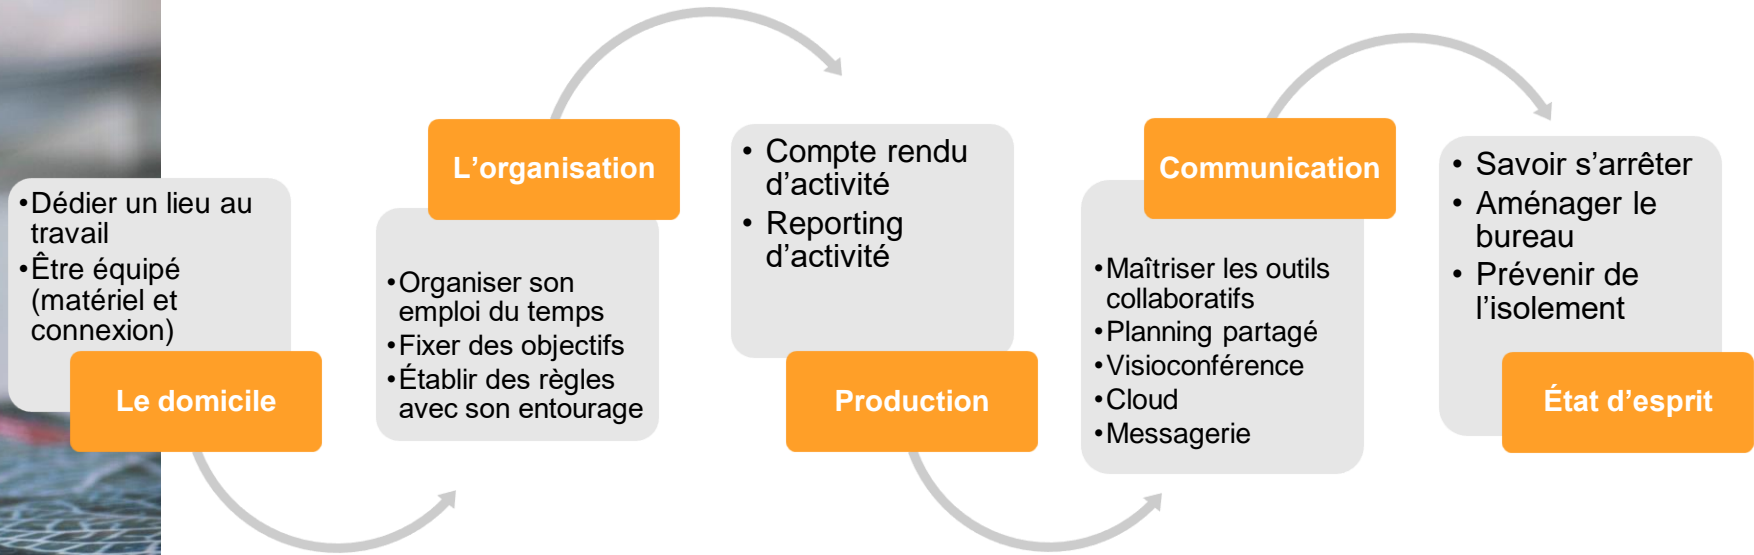 •Dédier un lieu au
travail
•Être équipé
(matériel et
connexion)
Le domicile
L’organisation
•Organiser son
emploi du temps
•Fixer des objectifs
•Établir des règles
avec son entourage
• Compte rendu
d’activité
• Reporting
d’activité
Production
Communication
•Maîtriser les outils
collaboratifs
•Planning partagé
•Visioconférence
•Cloud
•Messagerie
• Savoir s’arrêter
• Aménager le
bureau
• Prévenir de
l’isolement
État d’esprit